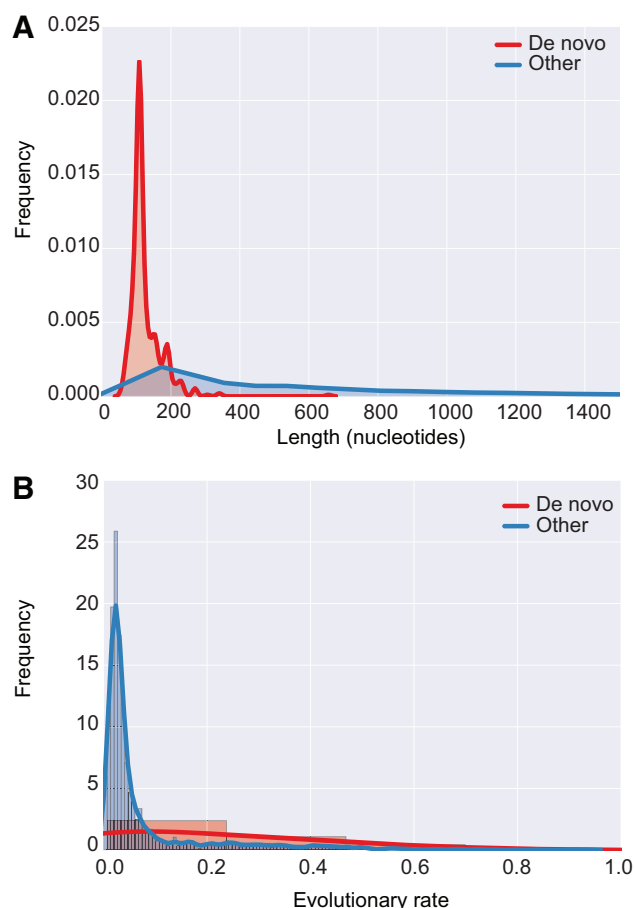 A
0.025
De novo
Other
0.020
0.015
Frequency
0.010
0.005
0.000
0 200 400 600 800 1000 1200 1400
Length (nucleotides)
B
30
De novo
Other
25
20
Frequency
15
10
5
0
0.0 0.2 0.4 0.6 0.8 1.0
Evolutionary rate